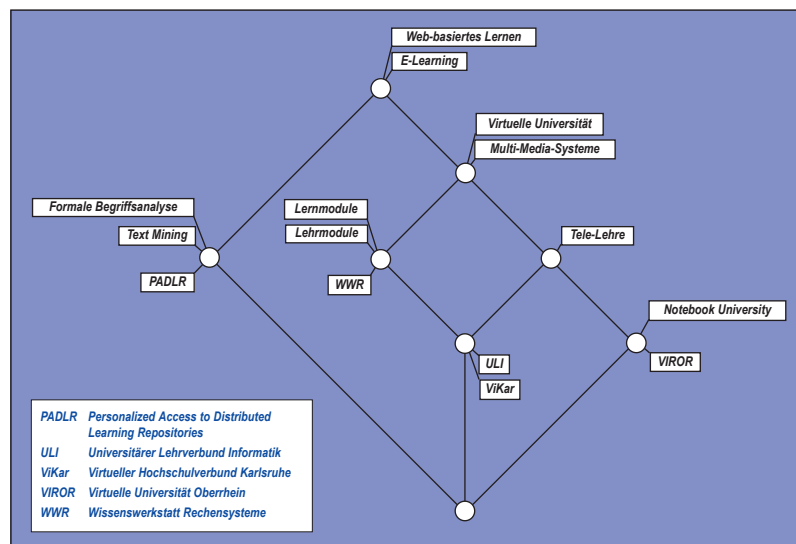 Web-basiertes Lernen
E-Learning
Virtuelle Universität
Multi-Media-Systeme
Formale Begriffsanalyse
Text Mining
PADLR
Lernmodule
Lehrmodule
WWR
Tele-Lehre
Notebook University
VIROR
ULI
ViKar
PADLR Personalized Access to Distributed
Learning Repositories
ULI Universitärer Lehrverbund Informatik
ViKar Virtueller Hochschulverbund Karlsruhe
VIROR Virtuelle Universität Oberrhein
WWR Wissenswerkstatt Rechensysteme